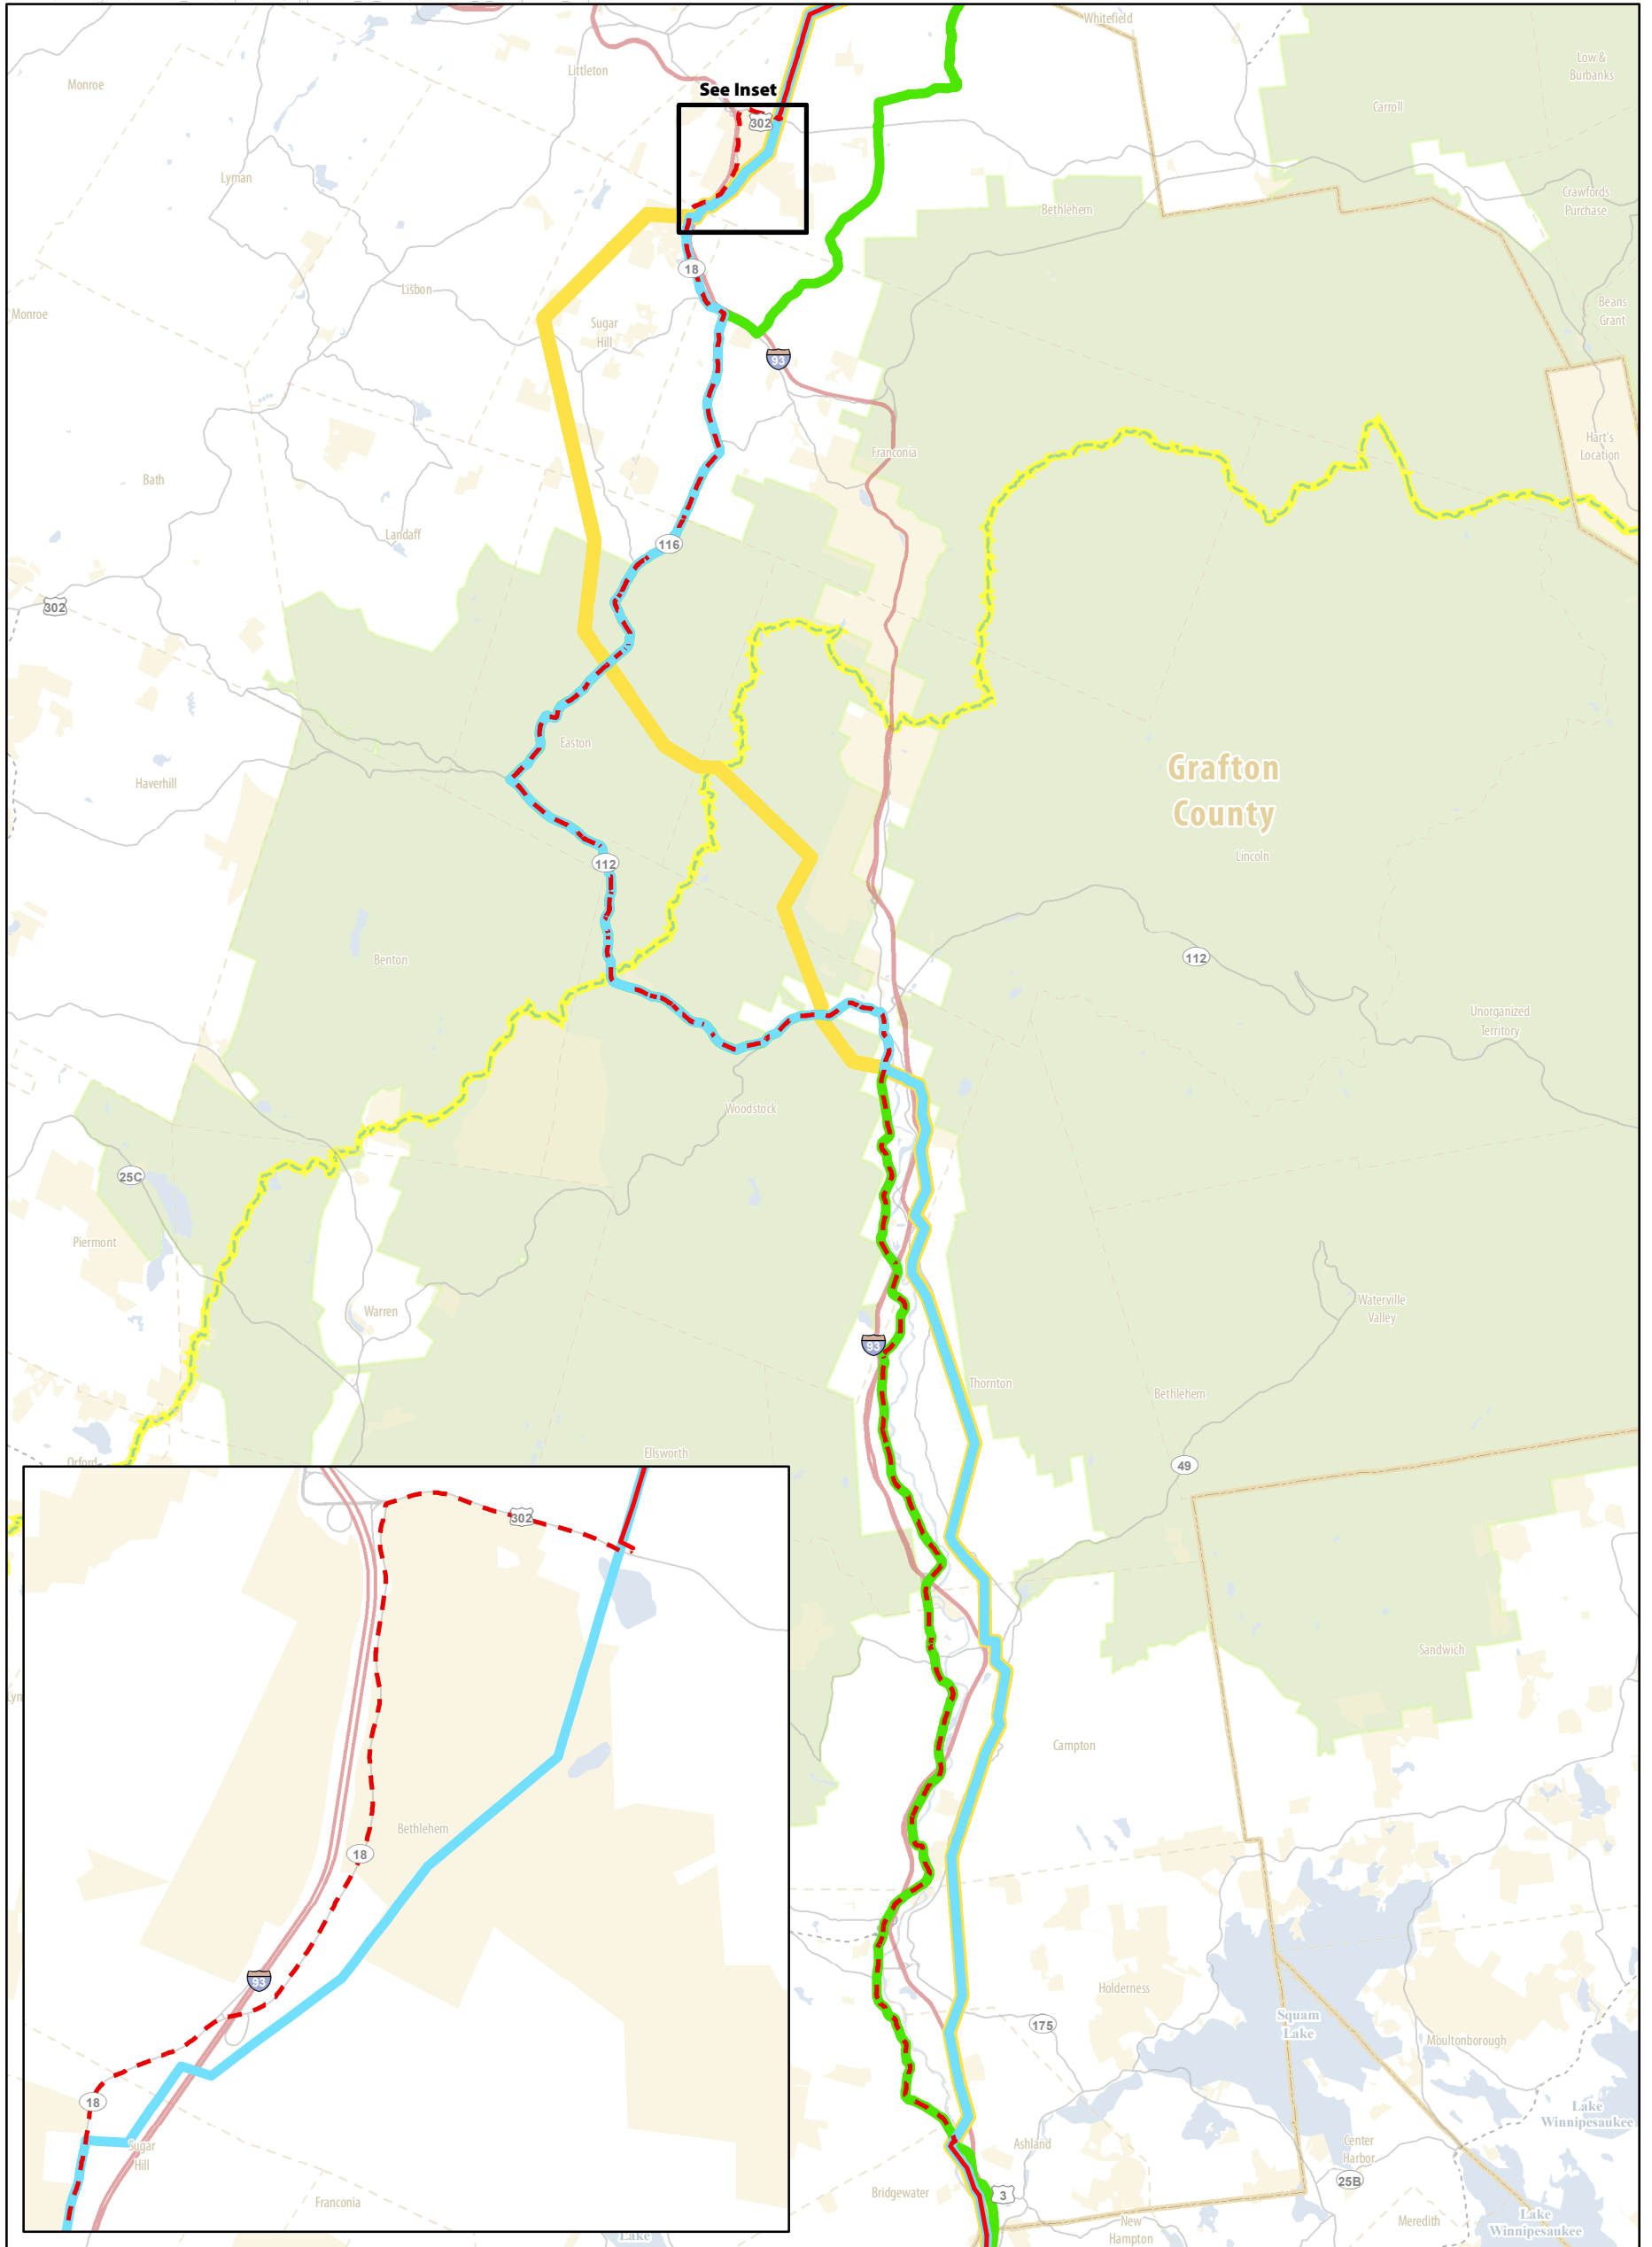 Whitefield
Low &
Burbanks
Littleton
Monroe
See Inset
Carroll
302
Lyman
Crawfords
Purchase
Bethlehem
18
Lisbon
Beans
Grant
Monroe
Sugar
Hill
93
Hart's
Location
Franconia
Bath
Landaff
116
302
Easton
Grafton
County
Haverhill
Lincoln
112
112
Benton
Unorganized
Territory
Woodstock
25C
Piermont
Warren
Waterville
Valley
93
Thornton
Bethlehem
Ellsworth
Orford
49
302
Sandwich
Campton
Bethlehem
18
93
Holderness
Squam
Lake
175
Moultonborough
18
Lake
Winnipesaukee
Sugar
Hill
Ashland
Center
Harbor
25B
Bridgewater
3
Franconia
New
Hampton
Meredith
Lake
Winnipesaukee
Lake